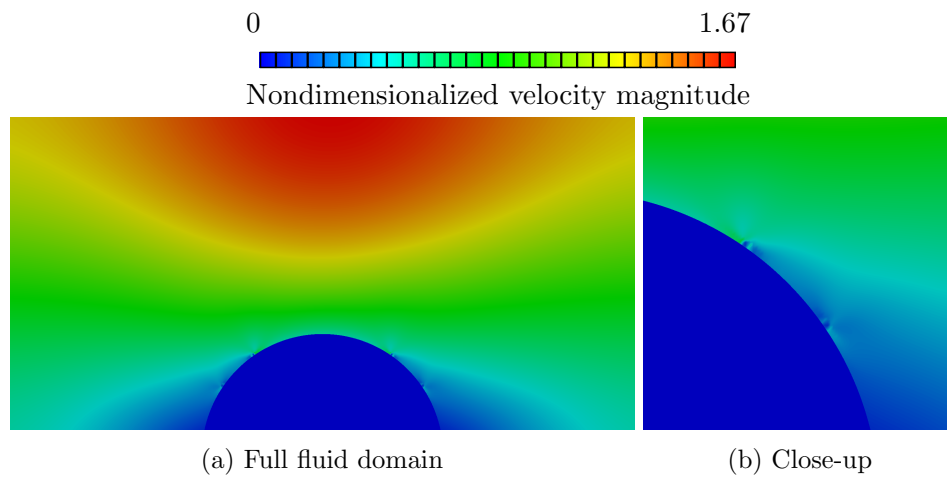 0 1.67
Nondimensionalized velocity magnitude
(a) Full fluid domain
(b) Close-up